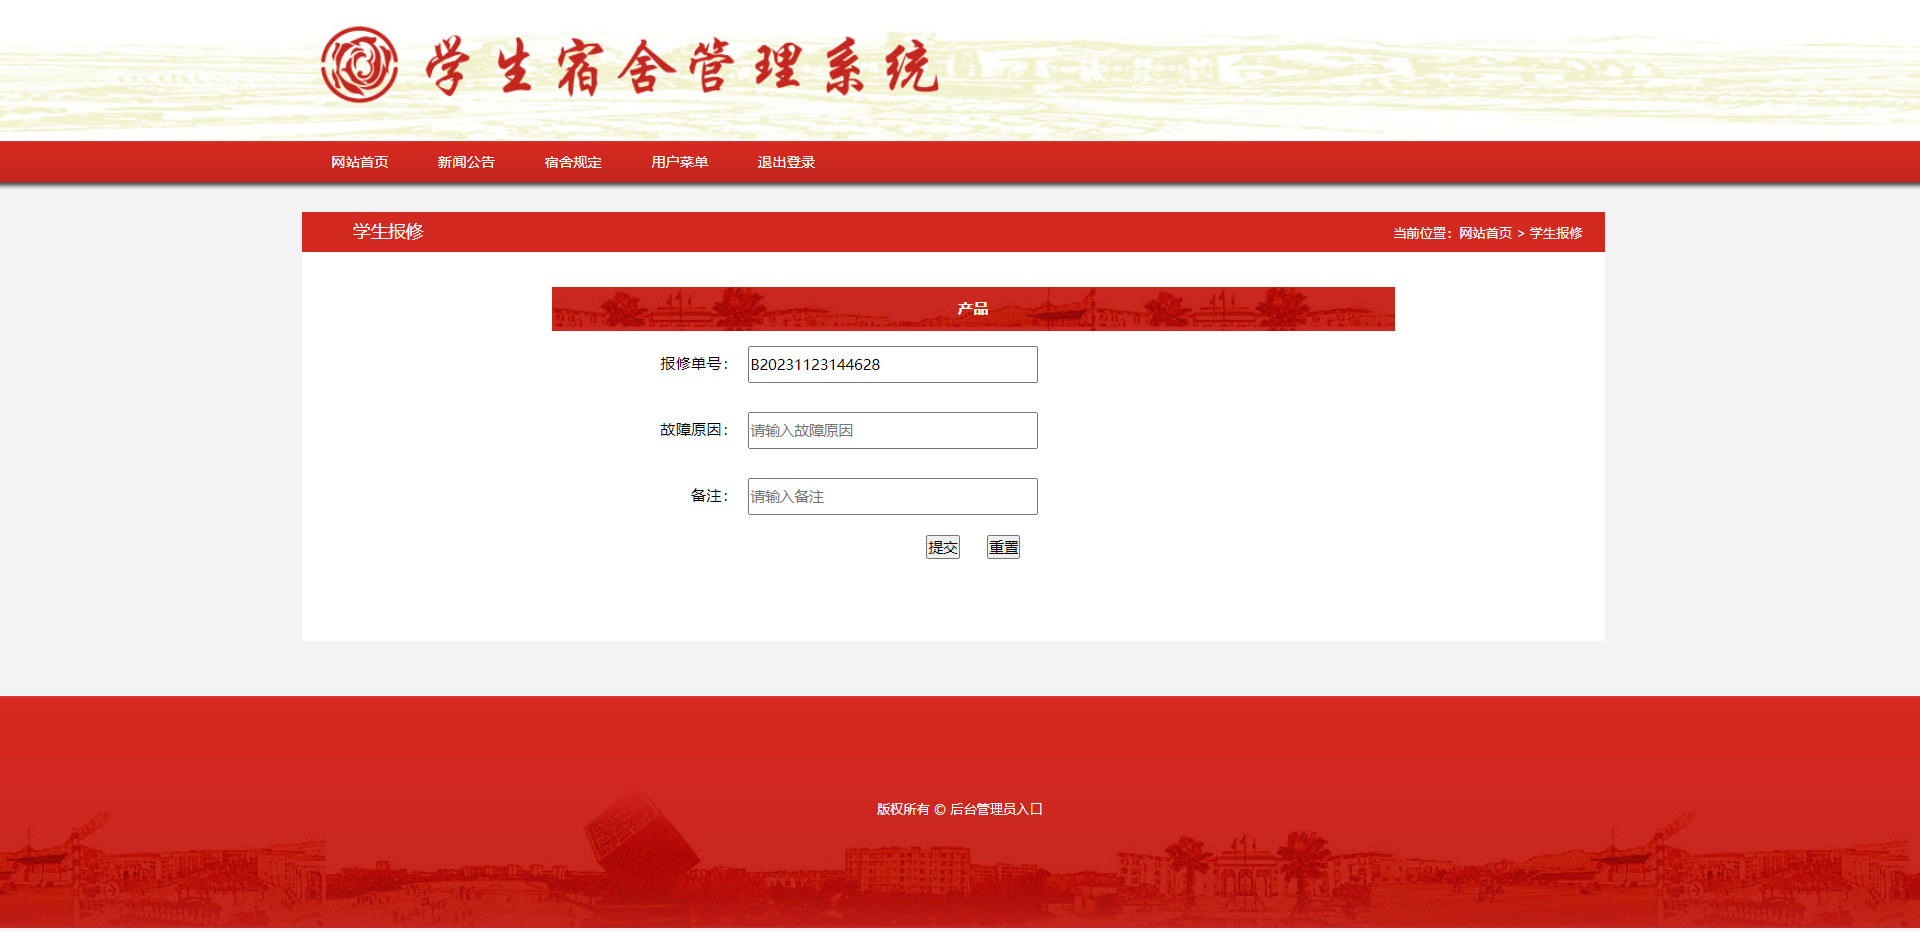 学生宿舍管理系统
网站首页 新闻公告 宿舍规定 用户菜单 退出登录
学生报修 当前位置：网站首页 > 学生报修
产品
报修单号： B20231123144628
故障原因： 请输入故障原因
备注： 请输入备注
提交 重置
版权所有 © 后台管理员入口